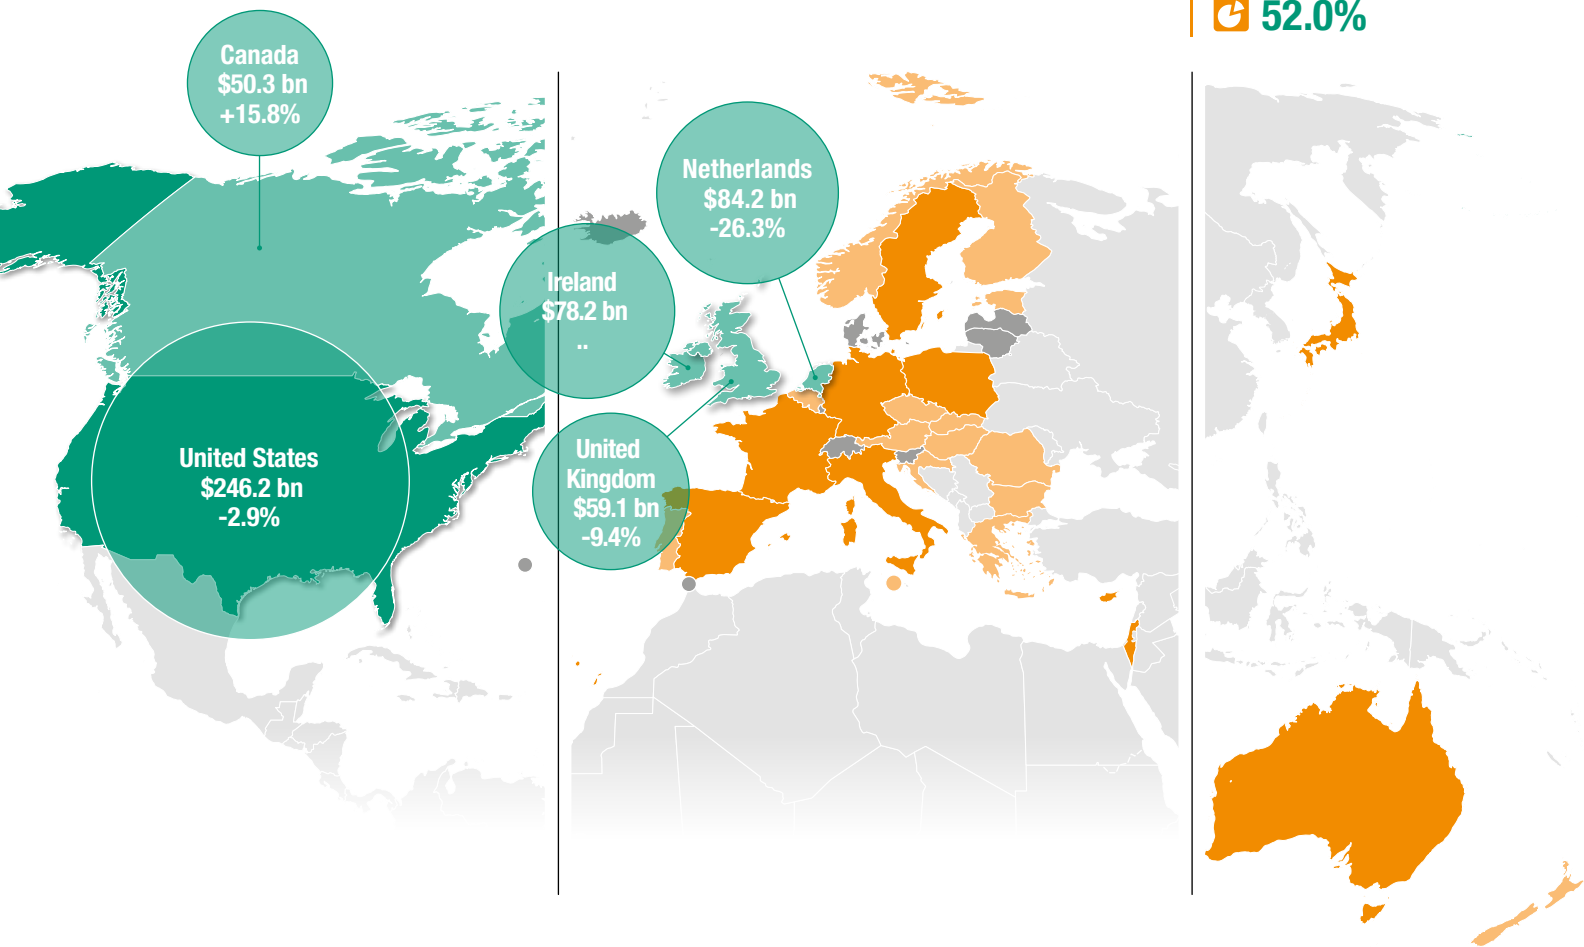 52.0%
Canada
$50.3 bn
+15.8%
Netherlands
$84.2 bn
-26.3%
Ireland
$78.2 bn
..
United
Kingdom
$59.1 bn
-9.4%
United States
$246.2 bn
-2.9%